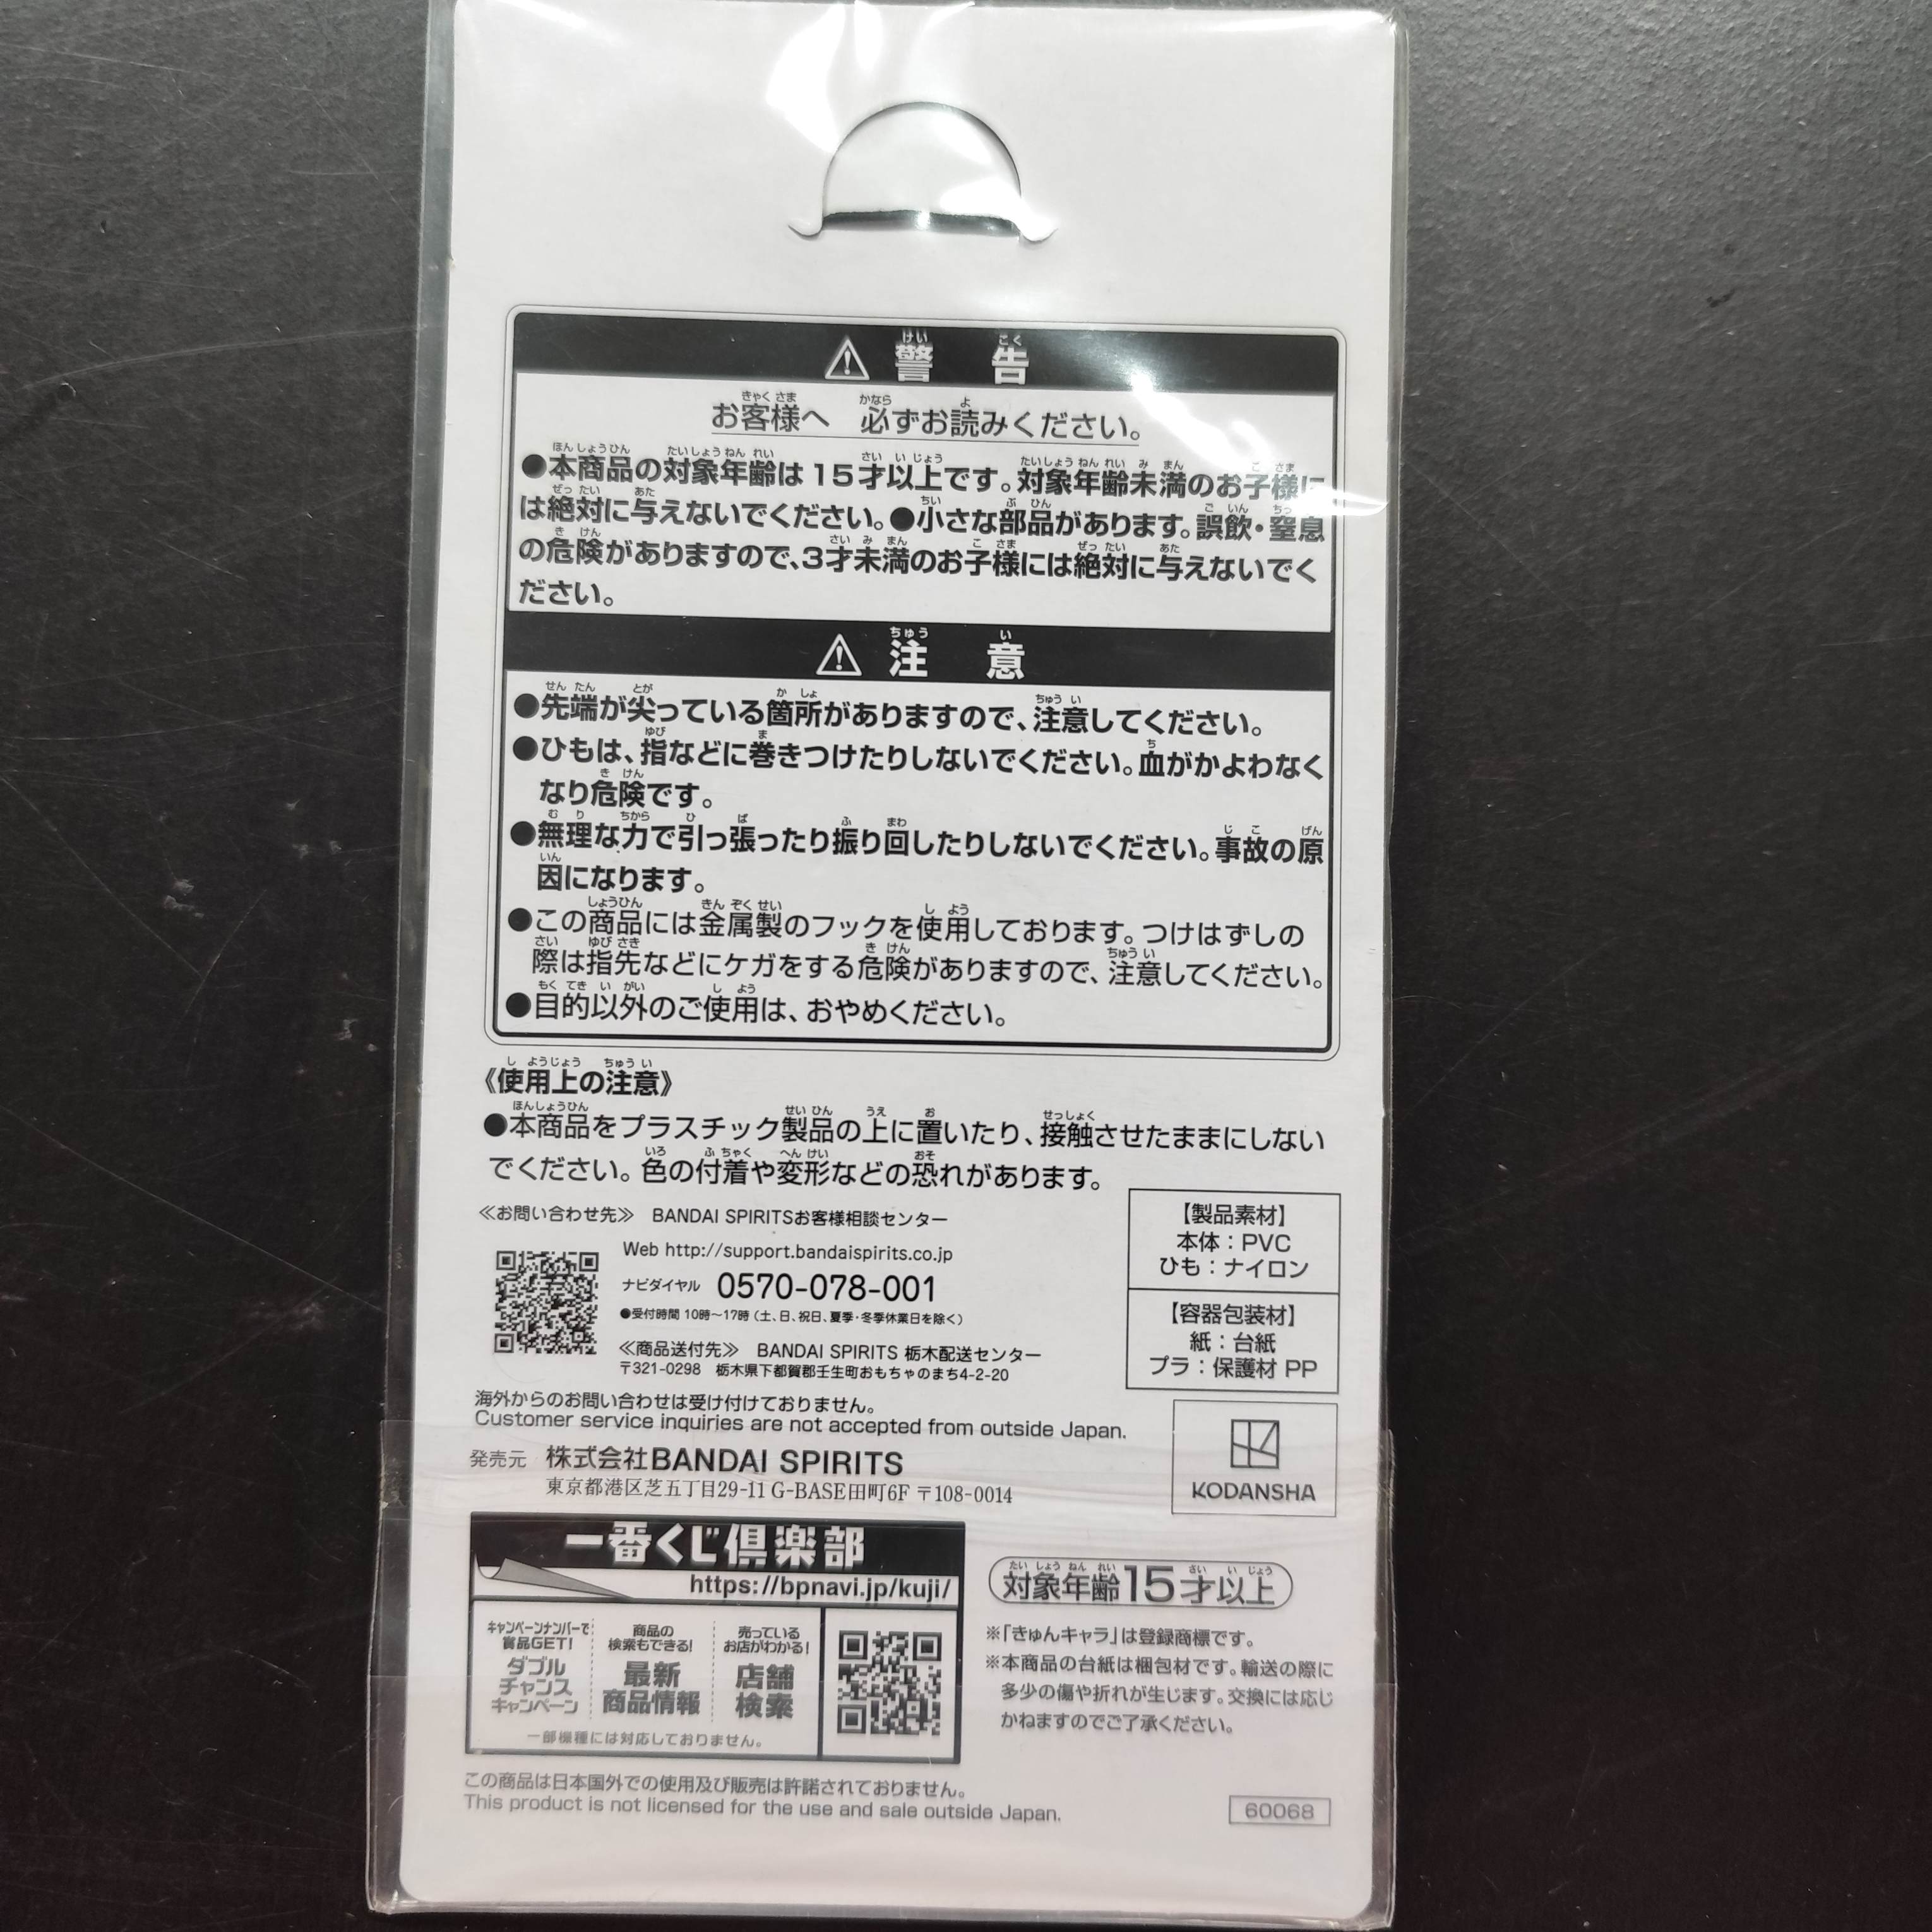 ⚠ 警告
お客様へ 必ずお読みください。
●本商品の対象年齢は15才以上です。対象年齢未満のお子様に
は絶対に与えないでください。●小さな部品があります。誤飲・窒息
の危険がありますので、3才未満のお子様には絶対に与えないでく
ださい。
⚠ 注意
●先端が尖っている箇所がありますので、注意してください。
●ひもは、指などに巻きつけたりしないでください。血がかよわなく
なり危険です。
●無理な力で引っ張ったり振り回したりしないでください。事故の原
因になります。
●この商品には金属製のフックを使用しております。つけはずしの
際は指先などにケガをする危険がありますので、注意してください。
●目的以外のご使用は、おやめください。
《使用上の注意》
●本商品をプラスチック製品の上に置いたり、接触させたままにしない
でください。色の付着や変形などの恐れがあります。
≪お問い合わせ先≫ BANDAI SPIRITSお客様相談センター
Web http://support.bandaispirits.co.jp
ナビダイヤル 0570-078-001
●受付時間 10時~17時(土、日、祝日、夏季・冬季休業日を除く)
≪商品送付先≫ BANDAI SPIRITS 栃木配送センター
〒321-0298 栃木県下都賀郡壬生町おもちゃのまち4-2-20
【製品素材】
本体:PVC
ひも:ナイロン
【容器包装材】
紙:台紙
プラ:保護材 PP
海外からのお問い合わせは受け付けておりません。
Customer service inquiries are not accepted from outside Japan.
発売元 株式会社BANDAI SPIRITS
東京都港区芝五丁目29-11 G-BASE田町6F 〒108-0014
KODANSHA
一番くじ倶楽部
https://bpnavi.jp/kuji/
キャンペーンナンバーで
賞品GET!
ダブル
チャンス
キャンペーン
商品の
検索もできる!
最新
商品情報
売っている
お店がわかる!
店舗
検索
一部機種には対応しておりません。
対象年齢15才以上
※「きゅんキャラ」は登録商標です。
※本商品の台紙は梱包材です。輸送の際に
多少の傷や折れが生じます。交換には応じ
かねますのでご了承ください。
この商品は日本国外での使用及び販売は許諾されておりません。
This product is not licensed for the use and sale outside Japan.
60068